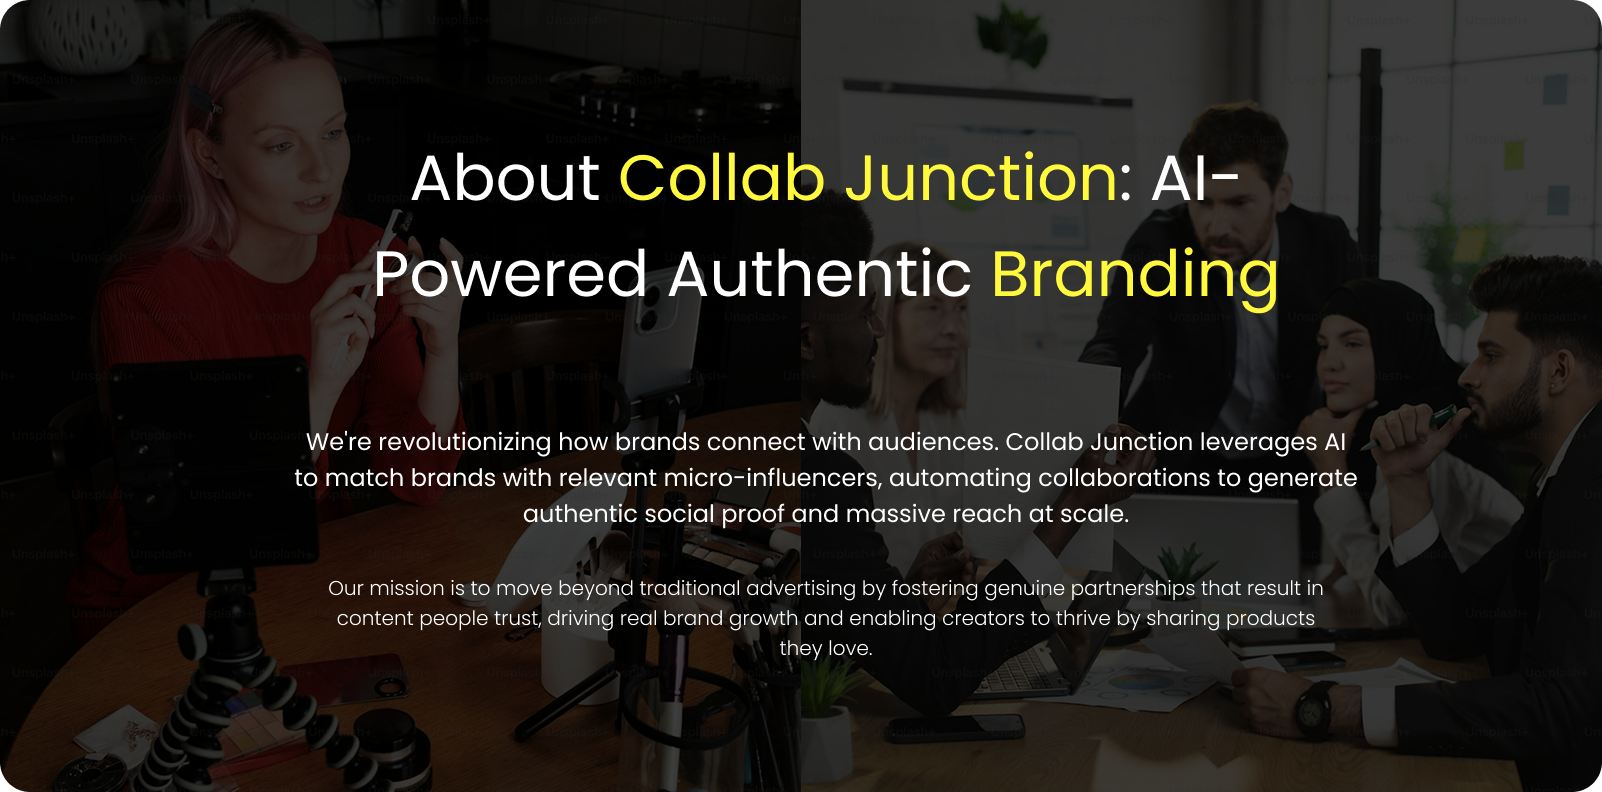 About Collab Junction: AI-
Powered Authentic Branding
We're revolutionizing how brands connect with audiences. Collab Junction leverages AI
to match brands with relevant micro-influencers, automating collaborations to generate
authentic social proof and massive reach at scale.
Our mission is to move beyond traditional advertising by fostering genuine partnerships that result in
content people trust, driving real brand growth and enabling creators to thrive by sharing products
they love.